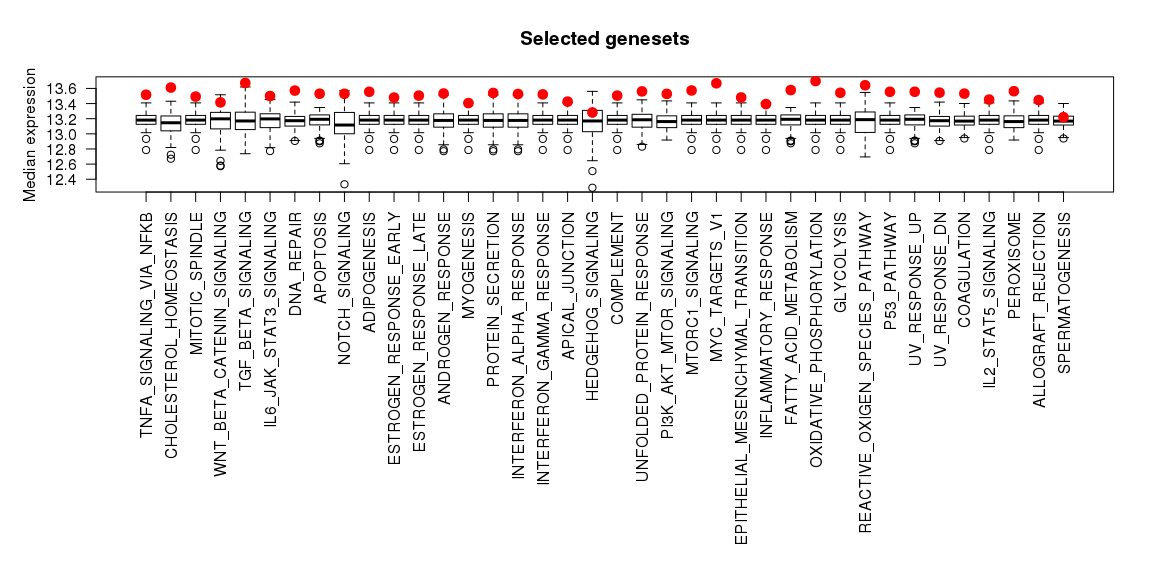 Selected genesets
Median expression
13.6
13.4
13.2
13.0
12.8
12.6
12.4
TNFA_SIGNALING_VIA_NFKB
CHOLESTEROL_HOMEOSTASIS
MITOTIC_SPINDLE
WNT_BETA_CATENIN_SIGNALING
TGF_BETA_SIGNALING
IL6_JAK_STAT3_SIGNALING
DNA_REPAIR
APOPTOSIS
NOTCH_SIGNALING
ADIPOGENESIS
ESTROGEN_RESPONSE_EARLY
ESTROGEN_RESPONSE_LATE
ANDROGEN_RESPONSE
MYOGENESIS
PROTEIN_SECRETION
INTERFERON_ALPHA_RESPONSE
INTERFERON_GAMMA_RESPONSE
APICAL_JUNCTION
HEDGEHOG_SIGNALING
COMPLEMENT
UNFOLDED_PROTEIN_RESPONSE
PI3K_AKT_MTOR_SIGNALING
MTORC1_SIGNALING
MYC_TARGETS_V1
EPITHELIAL_MESENCHYMAL_TRANSITION
INFLAMMATORY_RESPONSE
FATTY_ACID_METABOLISM
OXIDATIVE_PHOSPHORYLATION
GLYCOLYSIS
REACTIVE_OXIGEN_SPECIES_PATHWAY
P53_PATHWAY
UV_RESPONSE_UP
UV_RESPONSE_DN
COAGULATION
IL2_STAT5_SIGNALING
PEROXISOME
ALLOGRAFT_REJECTION
SPERMATOGENESIS